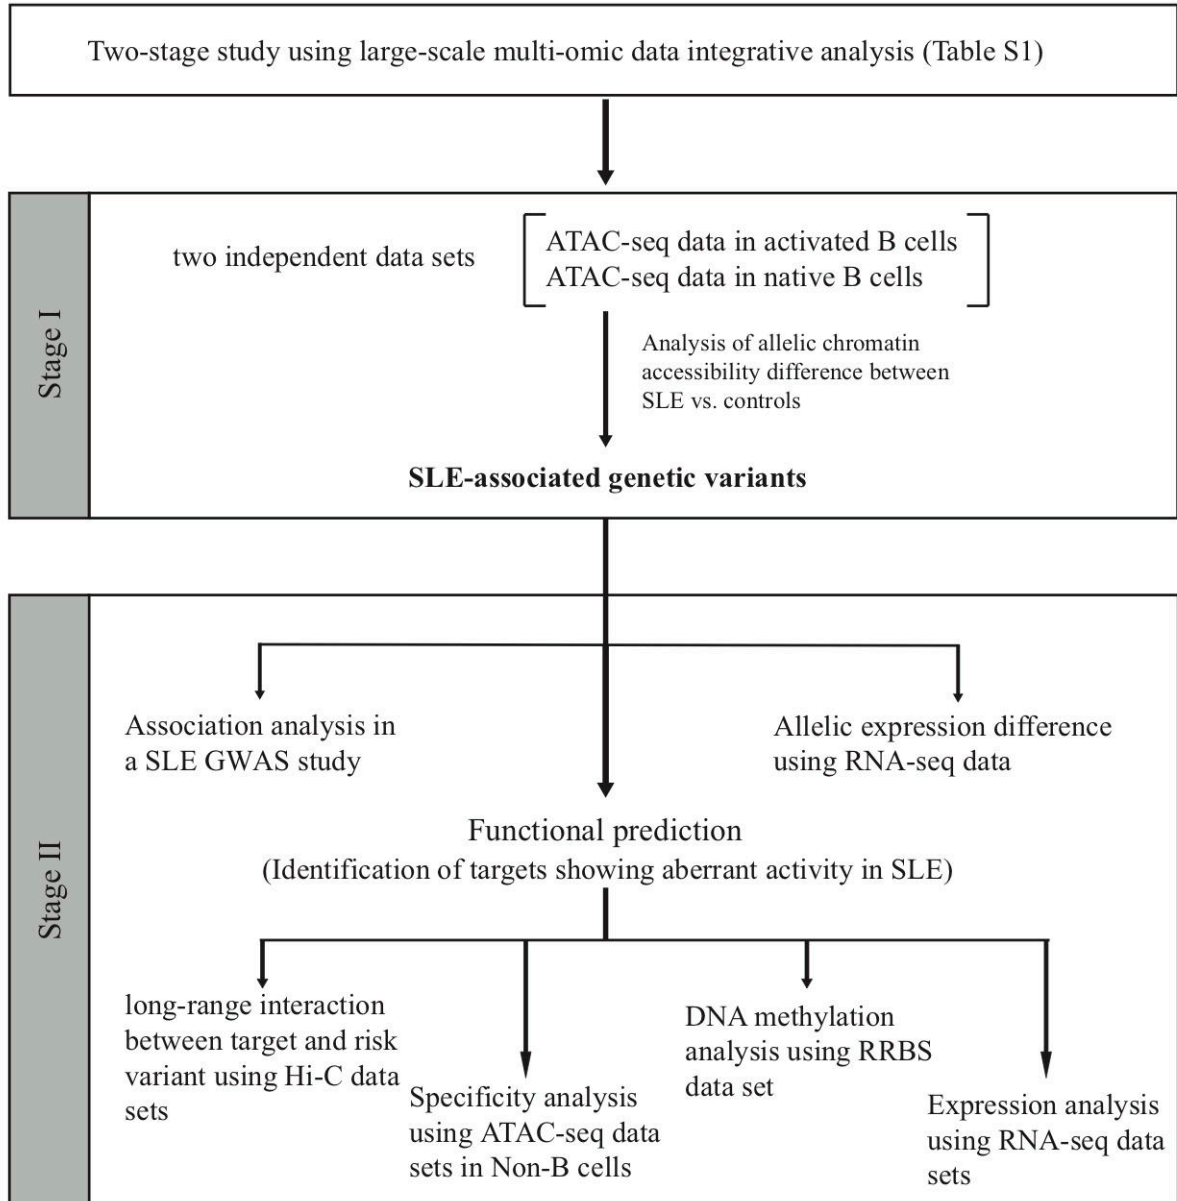 Two-stage study using large-scale multi-omic data integrative analysis (Table S1)
Stage I
two independent data sets
ATAC-seq data in activated B cells
ATAC-seq data in native B cells
Analysis of allelic chromatin
accessibility difference between
SLE vs. controls
SLE-associated genetic variants
Stage II
Association analysis in
a SLE GWAS study
Allelic expression difference
using RNA-seq data
Functional prediction
(Identification of targets showing aberrant activity in SLE)
long-range interaction
between target and risk
variant using Hi-C data
sets
Specificity analysis
using ATAC-seq data
sets in Non-B cells
DNA methylation
analysis using RRBS
data set
Expression analysis
using RNA-seq data
sets